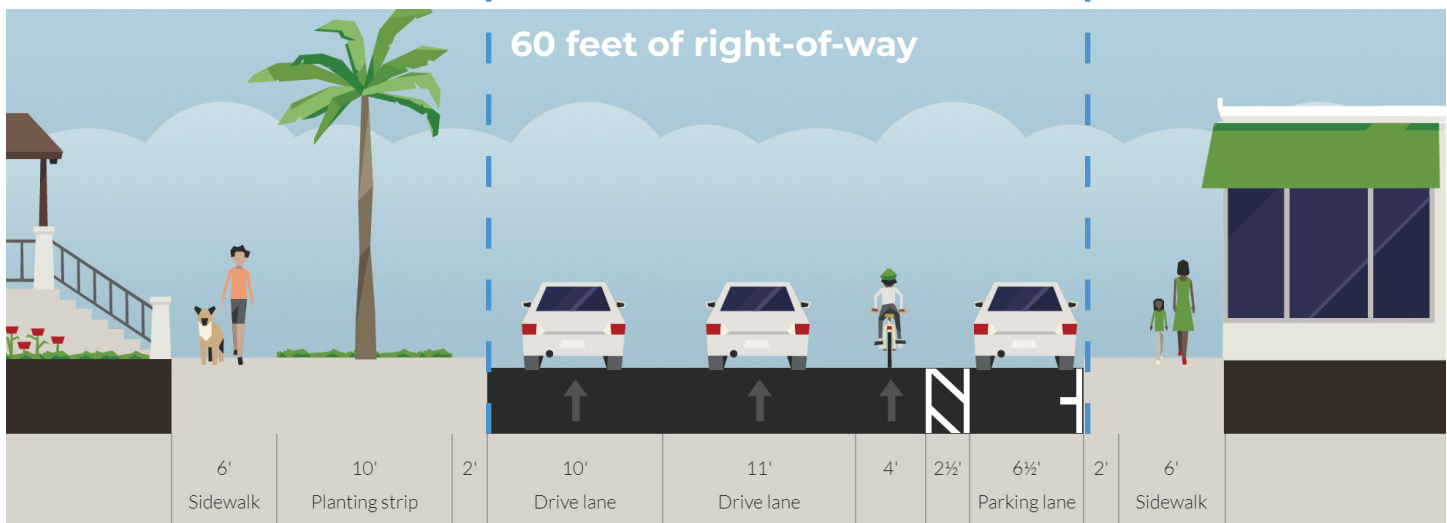 60 feet of right-of-way
6' 10' 2' 10' 11' 4' 2½' 6½' 2' 6'
Sidewalk Planting strip Drive lane Drive lane Parking lane Sidewalk